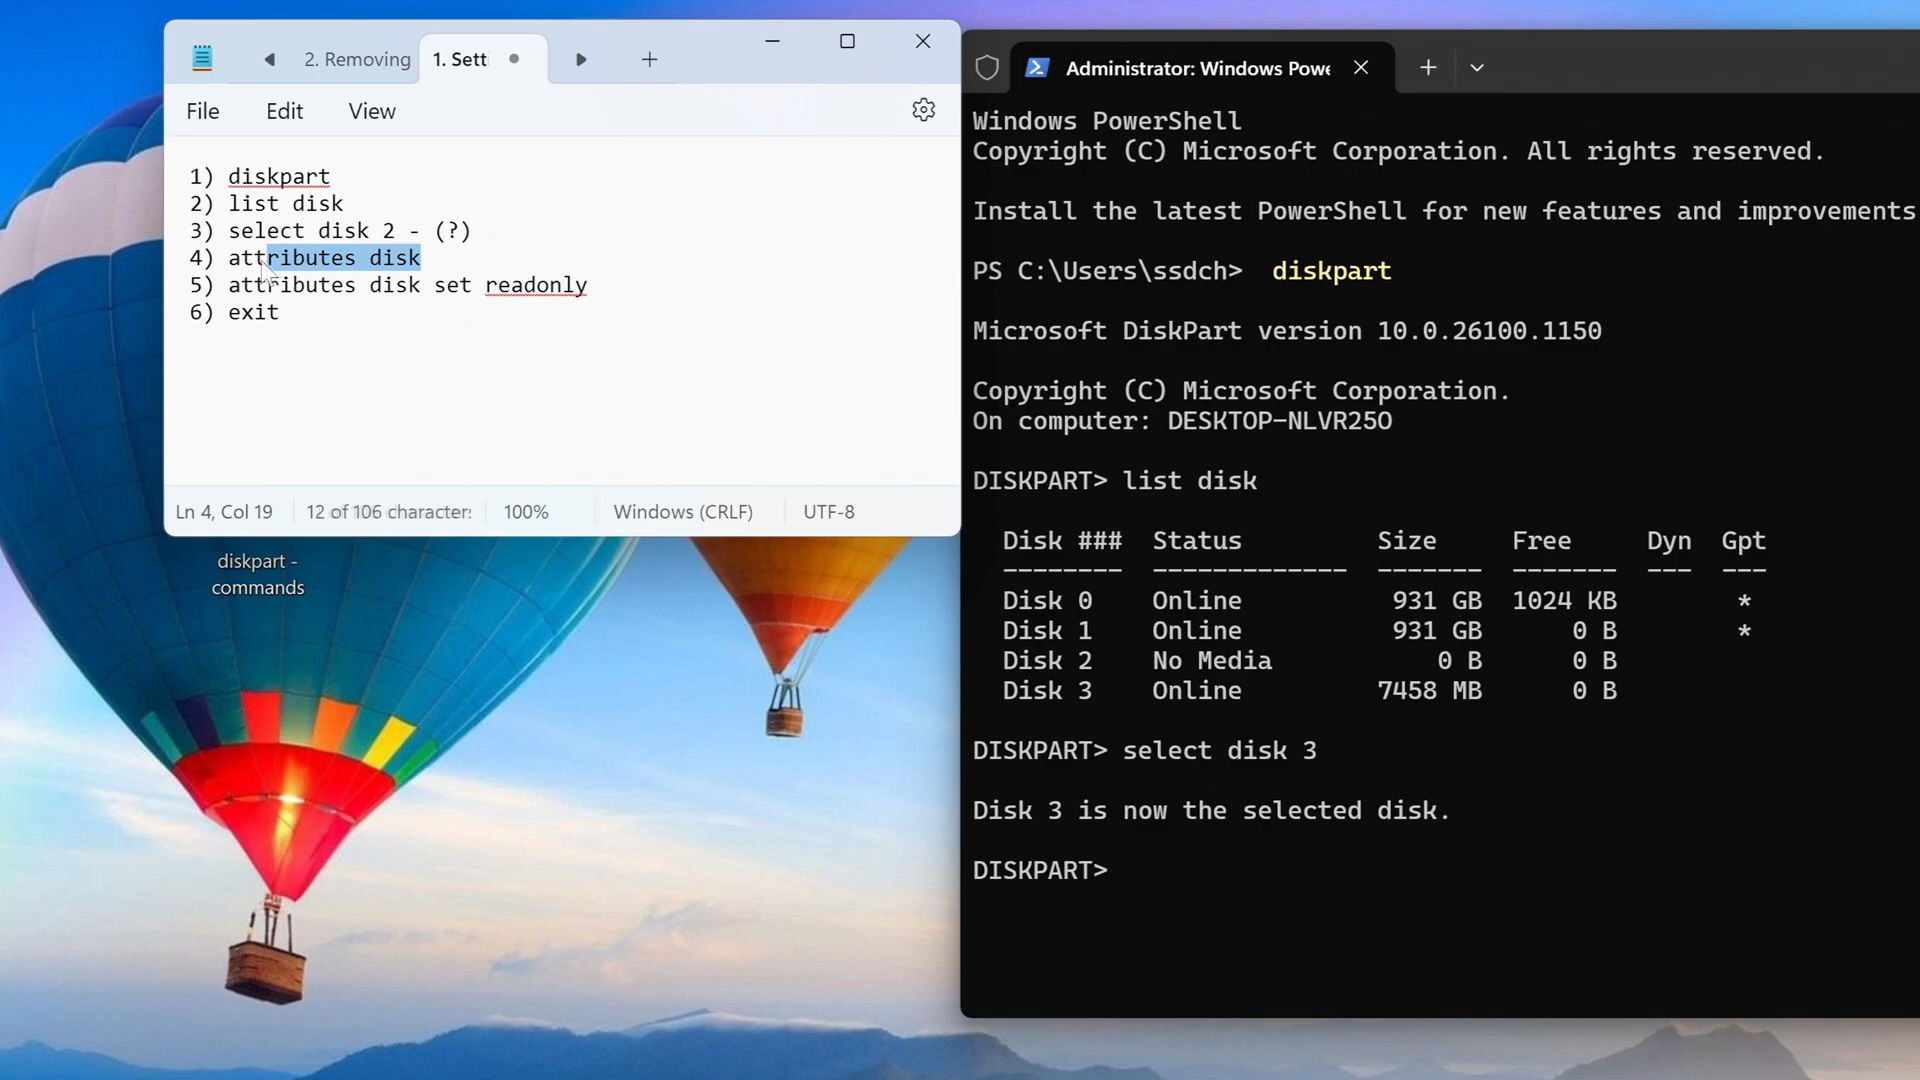 2. Removing
1. Sett
File
Edit
View
1) diskpart
2) list disk
3) select disk 2 - (?)
4) attributes disk
5) attributes disk set readonly
6) exit
Ln 4, Col 19
12 of 106 character:
100%
Windows (CRLF)
UTF-8
diskpart -
commands
Administrator: Windows Powe
Windows PowerShell
Copyright (C) Microsoft Corporation. All rights reserved.
Install the latest PowerShell for new features and improvements
PS C:\Users\ssdch>  diskpart
Microsoft DiskPart version 10.0.26100.1150
Copyright (C) Microsoft Corporation.
On computer: DESKTOP-NLVR25O
DISKPART> list disk
Disk ###  Status         Size     Free     Dyn  Gpt
--------  -------------  -------  -------  ---  ---
Disk 0    Online          931 GB  1024 KB        *
Disk 1    Online          931 GB      0 B        *
Disk 2    No Media           0 B      0 B
Disk 3    Online         7458 MB      0 B
DISKPART> select disk 3
Disk 3 is now the selected disk.
DISKPART>